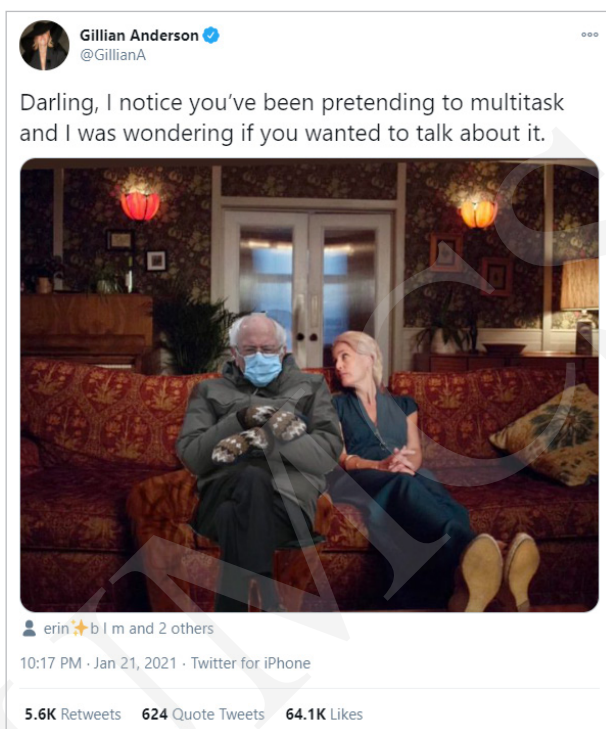 Gillian Anderson
@GillianA
Darling, I notice you’ve been pretending to multitask
and I was wondering if you wanted to talk about it.
erin✨b l m and 2 others
10:17 PM · Jan 21, 2021 · Twitter for iPhone
5.6K Retweets 624 Quote Tweets 64.1K Likes